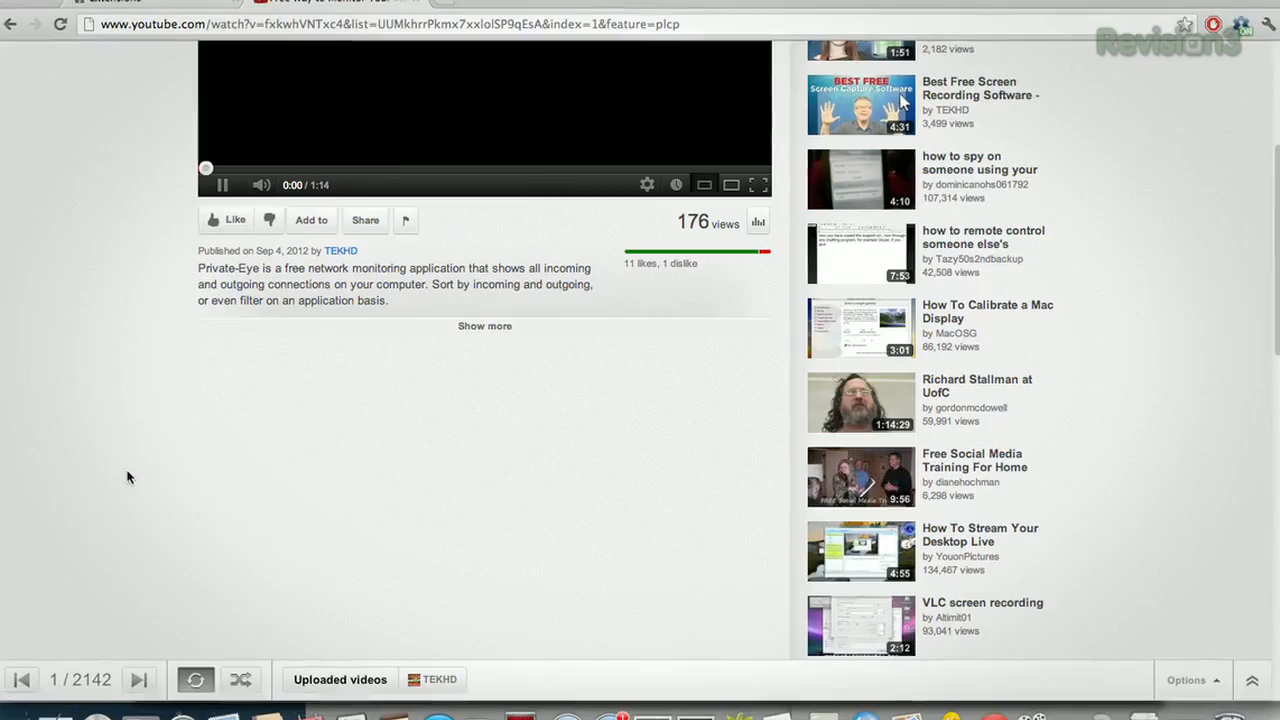 www.youtube.com/watch?v=fxkwhVNTxc4&list=UUMkhrrPkmx7xxlolSP9qEsA&index=1&feature=plcp
Revision3
ON
1:51
2,182 views
BEST FREE
Screen Capture Software
4:31
Best Free Screen
Recording Software -
by TEKHD
3,499 views
4:10
how to spy on
someone using your
by dominicanohs061792
107,314 views
0:00 / 1:14
Like
Add to
Share
176 views
Published on Sep 4, 2012 by TEKHD
11 likes, 1 dislike
Private-Eye is a free network monitoring application that shows all incoming
and outgoing connections on your computer. Sort by incoming and outgoing,
or even filter on an application basis.
Show more
7:53
how to remote control
someone else's
by Tazy50s2ndbackup
42,508 views
3:01
How To Calibrate a Mac
Display
by MacOSG
86,192 views
1:14:29
Richard Stallman at
UofC
by gordonmcdowell
59,991 views
9:56
Free Social Media
Training For Home
by dianehochman
6,298 views
4:55
How To Stream Your
Desktop Live
by YouonPictures
134,467 views
2:12
VLC screen recording
by Altimit01
93,041 views
1 / 2142
Uploaded videos
TEKHD
Options